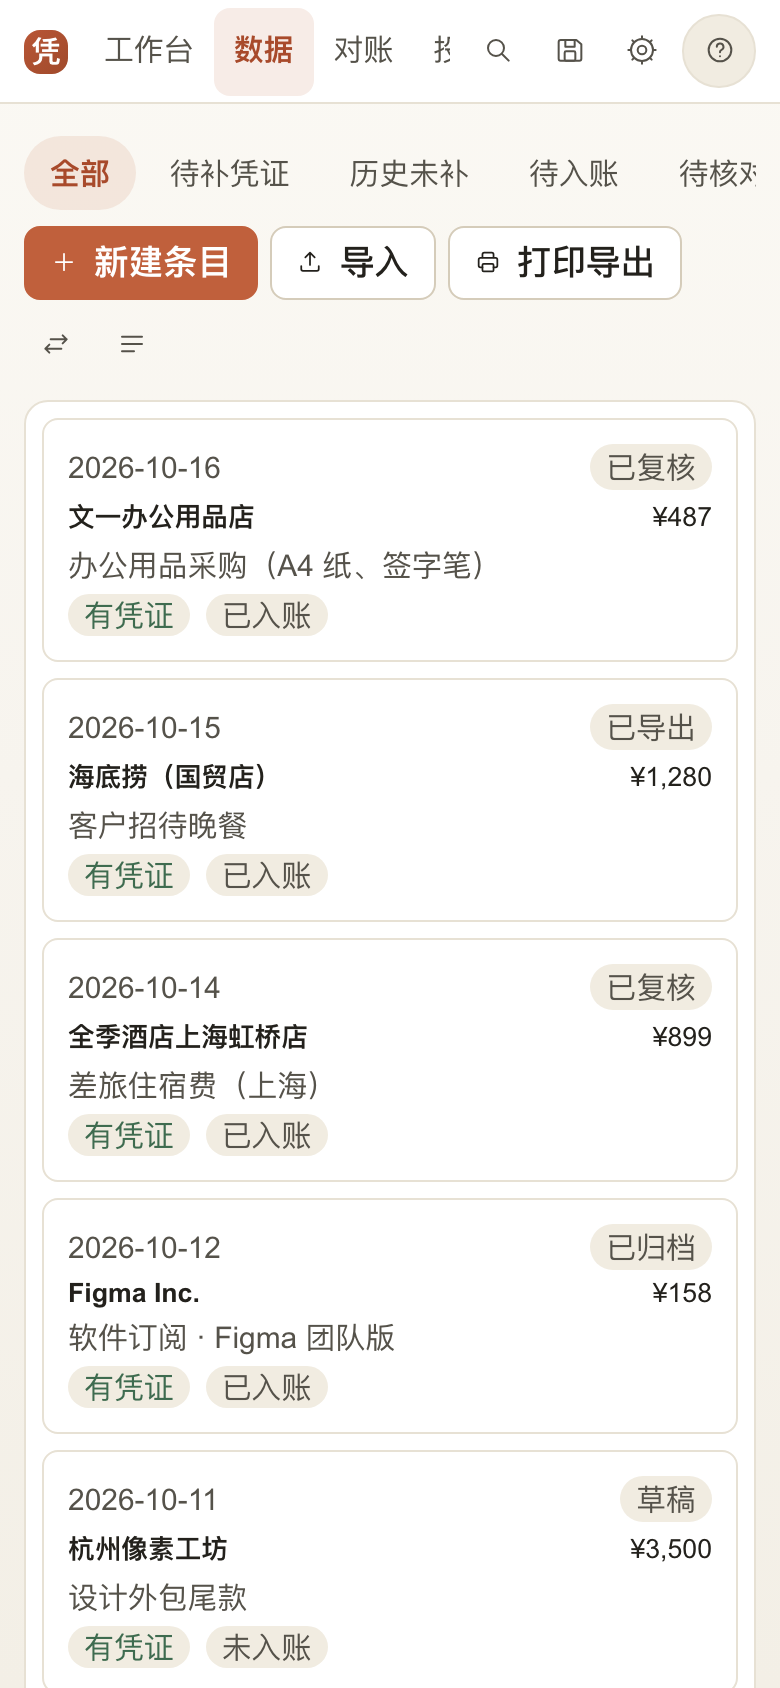 凭 工作台 数据 对账
全部 待补凭证 历史未补 待入账 待核
新建条目 导入 打印导出
2026-10-16 已复核
文一办公用品店 ¥487
办公用品采购（A4 纸、签字笔）
有凭证 已入账
2026-10-15 已导出
海底捞（国贸店） ¥1,280
客户招待晚餐
有凭证 已入账
2026-10-14 已复核
全季酒店上海虹桥店 ¥899
差旅住宿费（上海）
有凭证 已入账
2026-10-12 已归档
Figma Inc. ¥158
软件订阅 · Figma 团队版
有凭证 已入账
2026-10-11 草稿
杭州像素工坊 ¥3,500
设计外包尾款
有凭证 未入账